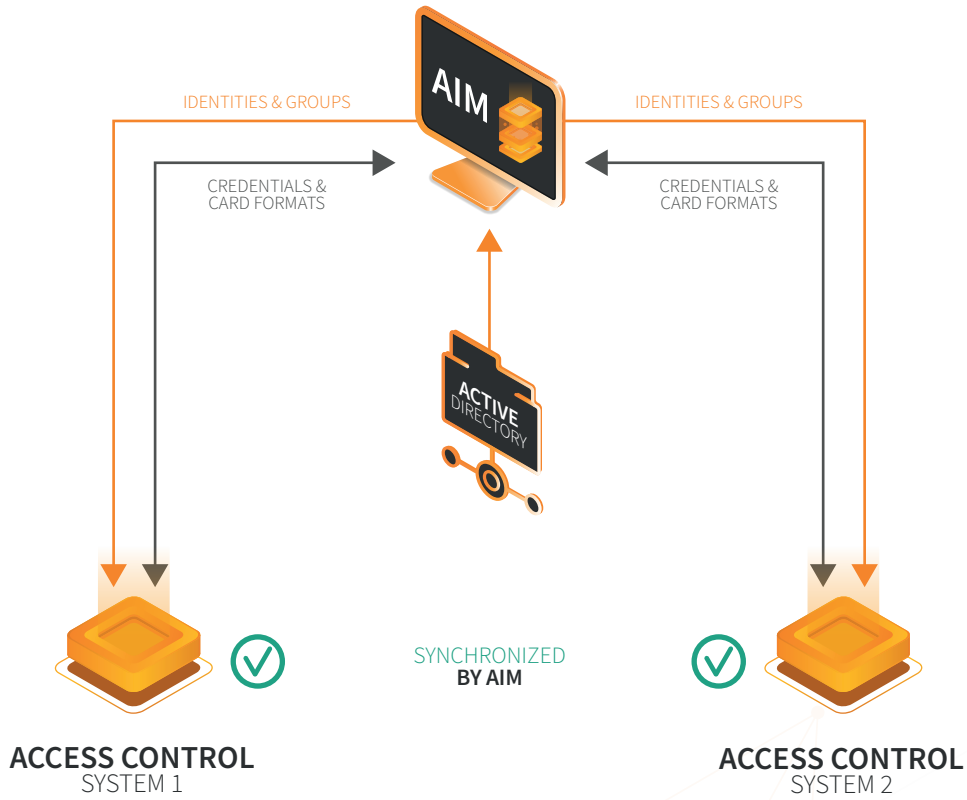 AIM
IDENTITIES & GROUPS
IDENTITIES & GROUPS
CREDENTIALS &
CARD FORMATS
CREDENTIALS &
CARD FORMATS
ACTIVE
DIRECTORY
SYNCHRONIZED
BY AIM
ACCESS CONTROL
SYSTEM 1
ACCESS CONTROL
SYSTEM 2